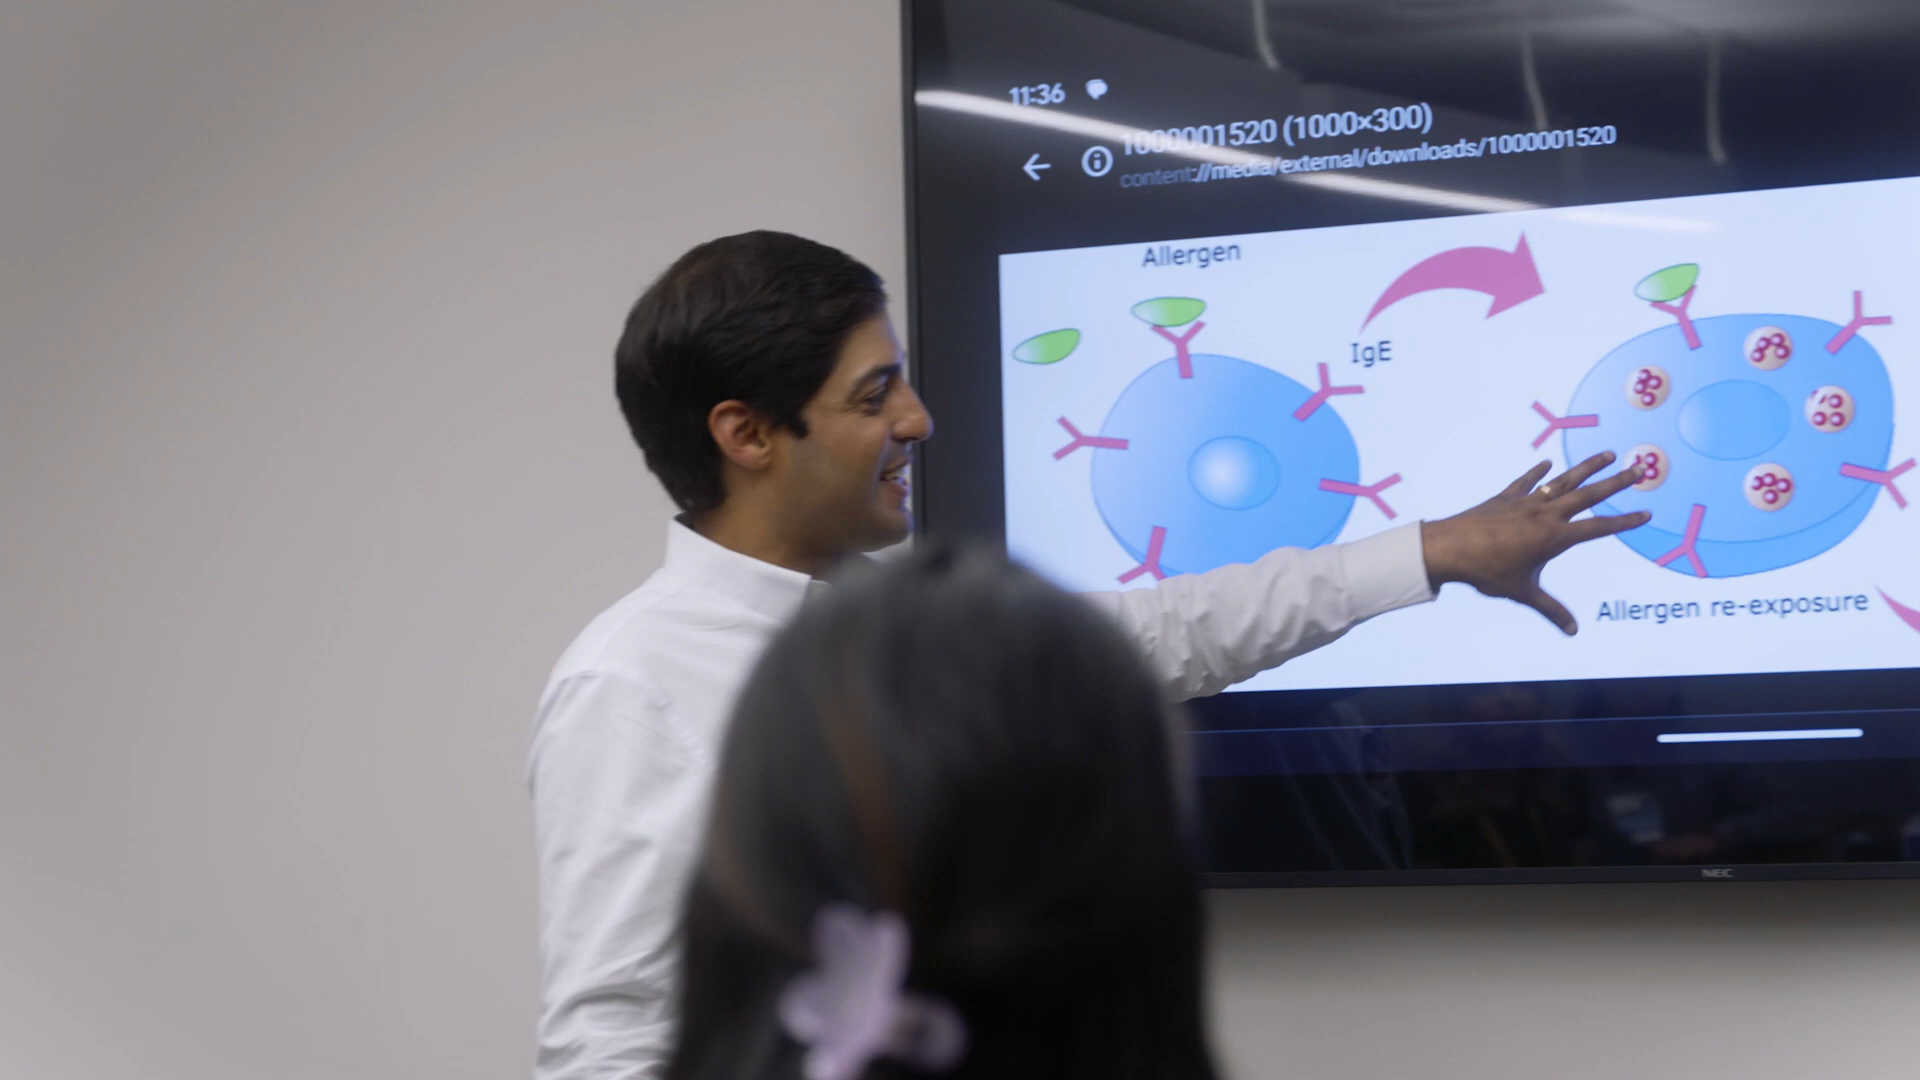 11:36
1000001520 (1000×300)
content://media/external/downloads/1000001520
Allergen
IgE
Allergen re-exposure
NEC